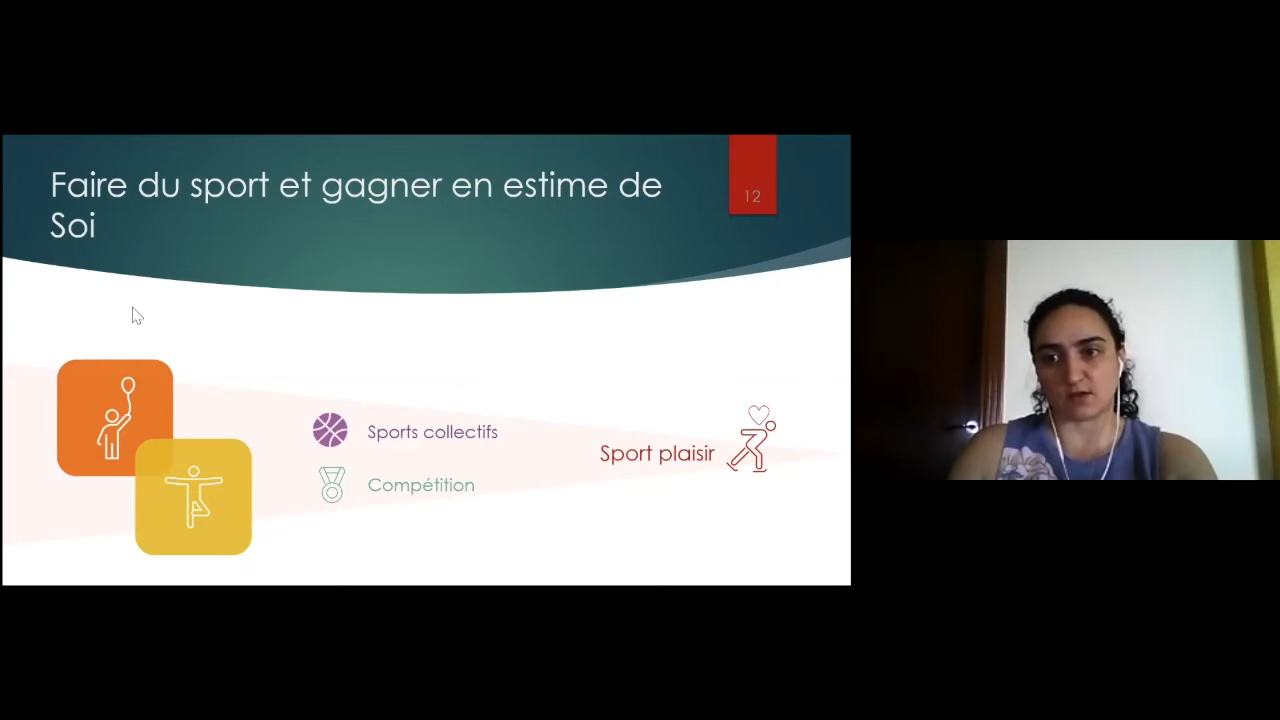 Faire du sport et gagner en estime de
Soi
12
Sports collectifs
Compétition
Sport plaisir